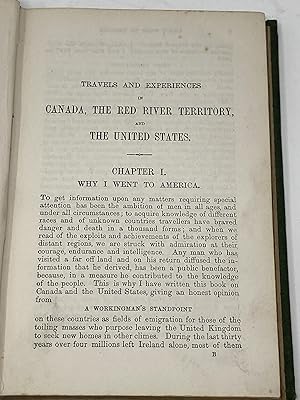 TRAVELS AND EXPERIENCES
IN
CANADA, THE RED RIVER TERRITORY,
AND
THE UNITED STATES.
CHAPTER I.
WHY I WENT TO AMERICA.
To get information upon any matters requiring special
attention has been the ambition of men in all ages, and
under all circumstances; to acquire knowledge of different
races and of unknown countries travellers have braved
danger and death in a thousand forms; and when we
read of the exploits and achievements of the explorers of
distant regions, we are struck with admiration at their
courage, endurance and intelligence. Any man who has
visited a far off land and on his return diffused the in-
formation that he derived, has been a public benefactor,
because, in a measure he contributed to the knowledge
of the people. This is why I have written this book on
Canada and the United States, giving an honest opinion
from
A WORKINGMAN'S STANDPOINT
on these countries as fields of emigration for those of the
toiling masses who purpose leaving the United Kingdom
to seek new homes in other climes. During the last thirty
years over four millions left Ireland alone, most of them
B